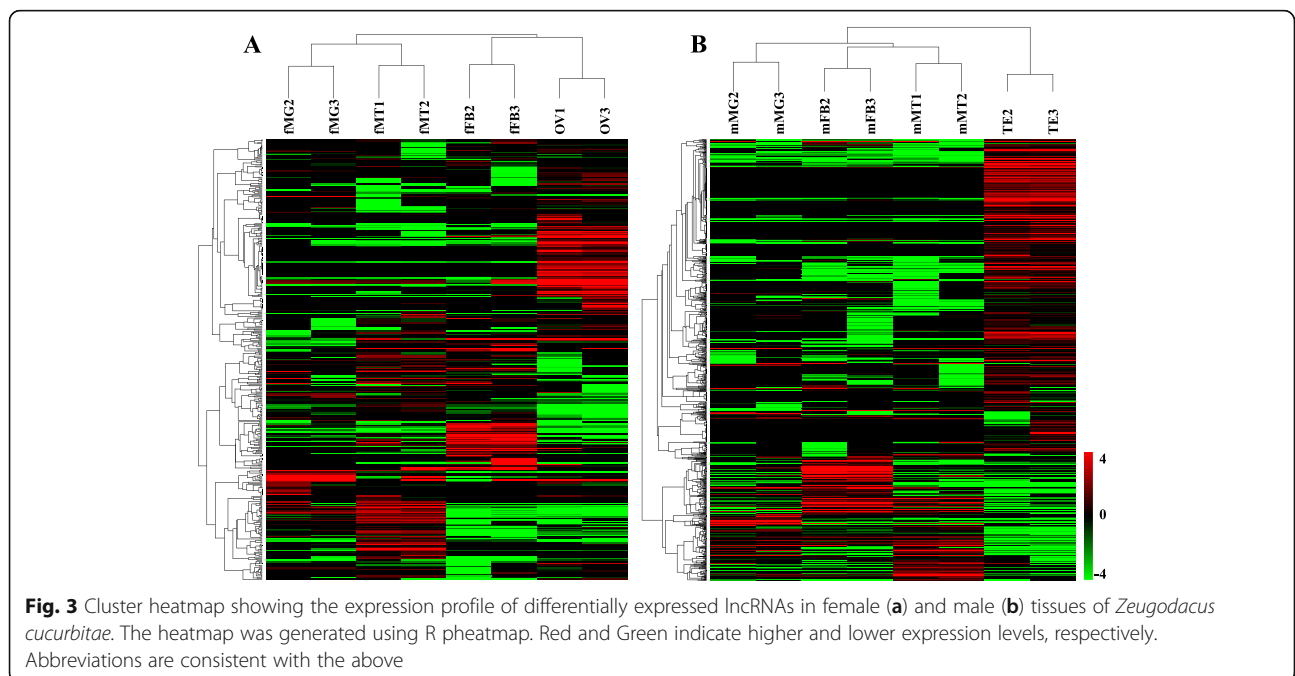 A
B
fMG2
fMG3
fMT1
fMT2
fFB2
fFB3
OV1
OV3
mMG2
mMG3
mFB2
mFB3
mMT1
mMT2
TE2
TE3
4
0
-4
Fig. 3 Cluster heatmap showing the expression profile of differentially expressed lncRNAs in female (a) and male (b) tissues of Zeugodacus
cucurbitae. The heatmap was generated using R pheatmap. Red and Green indicate higher and lower expression levels, respectively.
Abbreviations are consistent with the above